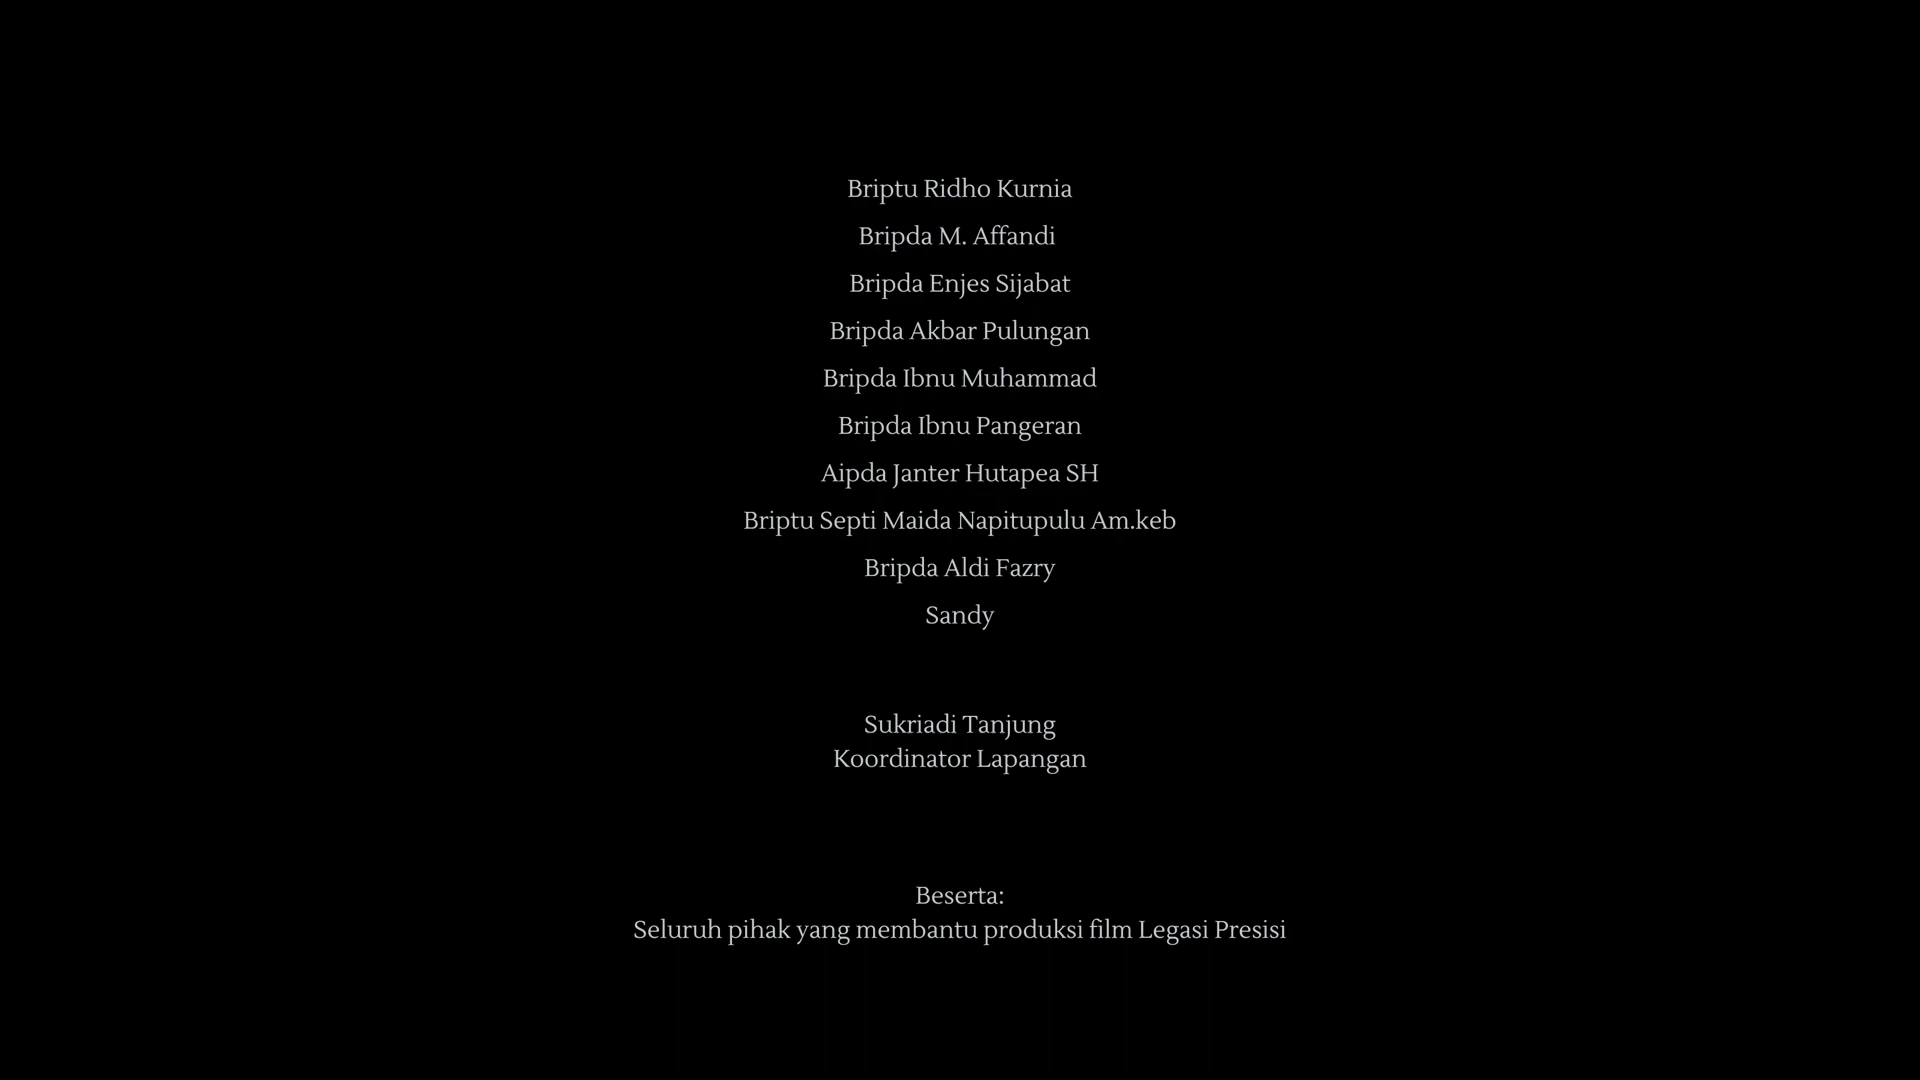 Briptu Ridho Kurnia
Bripda M. Affandi
Bripda Enjes Sijabat
Bripda Akbar Pulungan
Bripda Ibnu Muhammad
Bripda Ibnu Pangeran
Aipda Janter Hutapea SH
Briptu Septi Maida Napitupulu Am.keb
Bripda Aldi Fazry
Sandy
Sukriadi Tanjung
Koordinator Lapangan
Beserta:
Seluruh pihak yang membantu produksi film Legasi Presisi